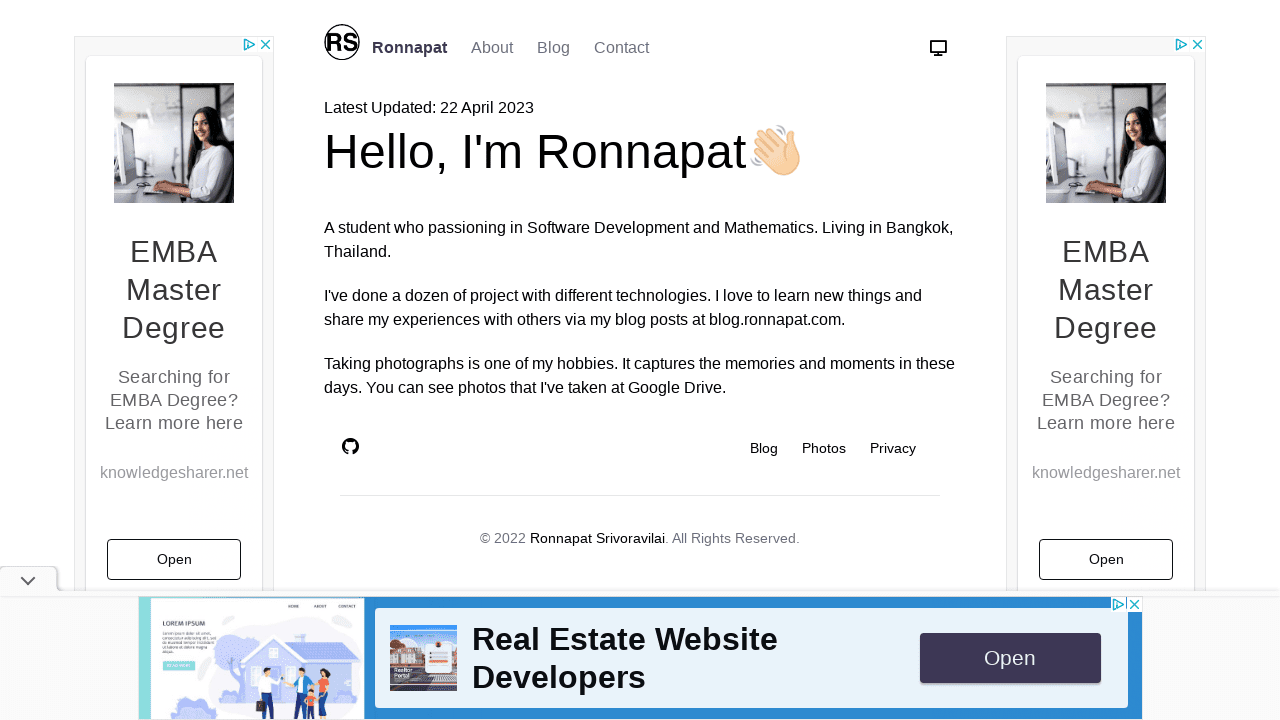 RS
Ronnapat About Blog Contact
Latest Updated: 22 April 2023
Hello, I'm Ronnapat👋🏻
A student who passioning in Software Development and Mathematics. Living in Bangkok,
Thailand.
I've done a dozen of project with different technologies. I love to learn new things and
share my experiences with others via my blog posts at blog.ronnapat.com.
Taking photographs is one of my hobbies. It captures the memories and moments in these
days. You can see photos that I've taken at Google Drive.
Blog Photos Privacy
© 2022 Ronnapat Srivoravilai. All Rights Reserved.
EMBA
Master
Degree
Searching for
EMBA Degree?
Learn more here
knowledgesharer.net
Open
EMBA
Master
Degree
Searching for
EMBA Degree?
Learn more here
knowledgesharer.net
Open
HOME ABOUT CONTACT
LOREM IPSUM
Realtor
Portal
Real Estate Website
Developers
Open